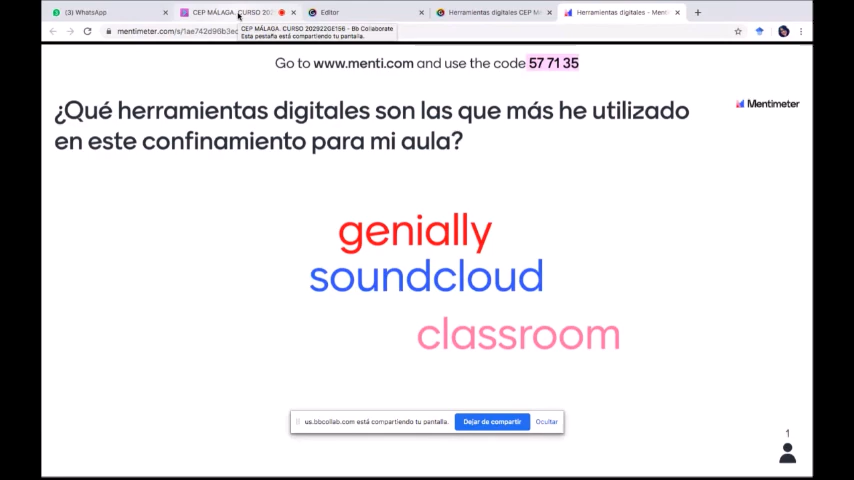 (3) WhatsApp
CEP MÁLAGA. CURSO 202
Editor
Herramientas digitales CEP M
Herramientas digitales - Ment
mentimeter.com/s/1ae742d96b3ec
CEP MÁLAGA. CURSO 202922GE156 – Bb Collaborate
Esta pestaña está compartiendo tu pantalla.
Go to www.menti.com and use the code 57 71 35
¿Qué herramientas digitales son las que más he utilizado
en este confinamiento para mi aula?
Mentimeter
genially
soundcloud
classroom
us.bbcollab.com está compartiendo tu pantalla.
Dejar de compartir
Ocultar
1